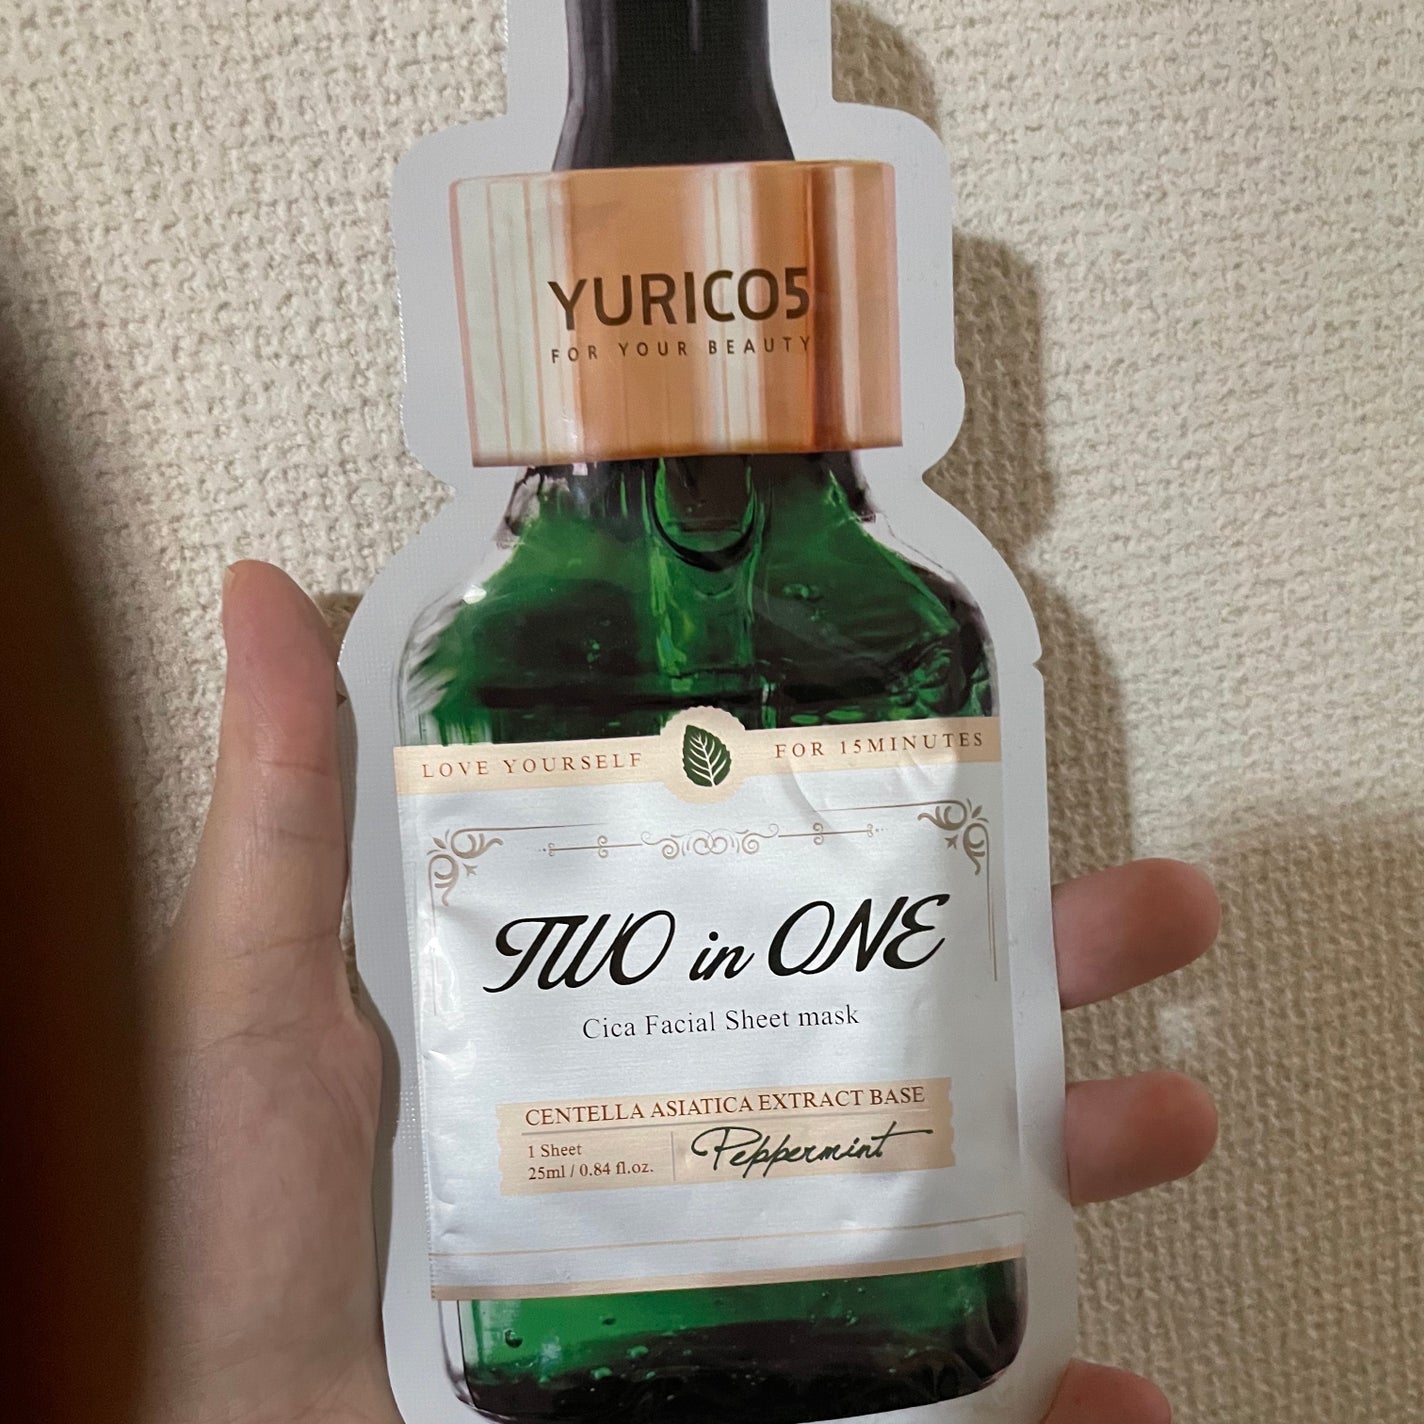 YURICO5
FOR YOUR BEAUTY
LOVE YOURSELF FOR 15MINUTES
TWO in ONE
Cica Facial Sheet mask
CENTELLA ASIATICA EXTRACT BASE
1 Sheet
25ml / 0.84 fl.oz.
Peppermint